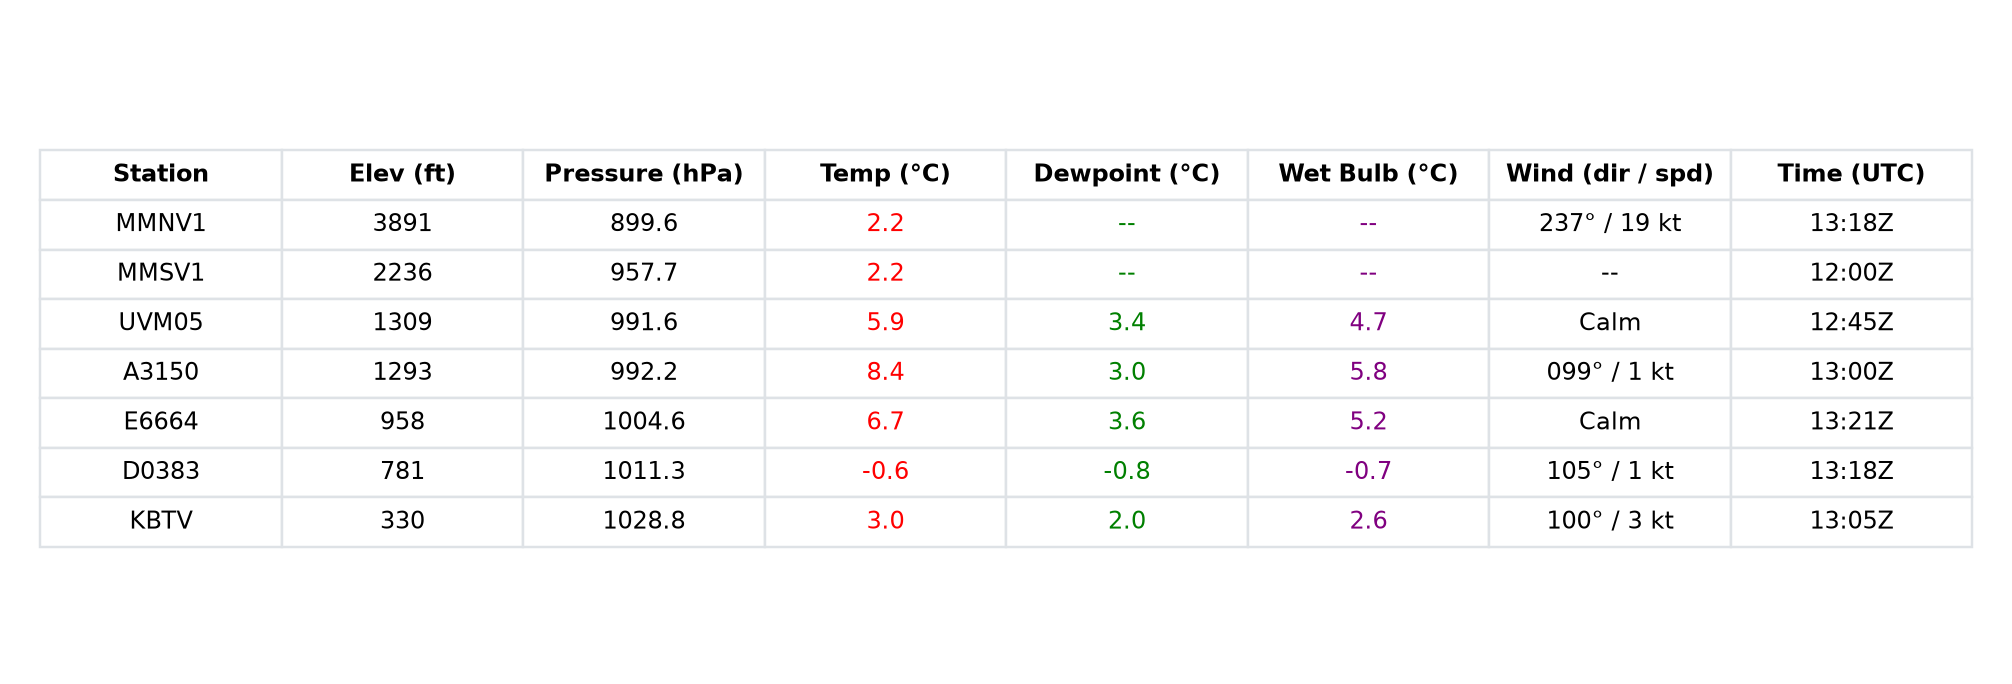 Station Elev (ft) Pressure (hPa) Temp (°C) Dewpoint (°C) Wet Bulb (°C) Wind (dir / spd) Time (UTC)
MMNV1 3891 899.6 2.2 -- -- 237° / 19 kt 13:18Z
MMSV1 2236 957.7 2.2 -- -- -- 12:00Z
UVM05 1309 991.6 5.9 3.4 4.7 Calm 12:45Z
A3150 1293 992.2 8.4 3.0 5.8 099° / 1 kt 13:00Z
E6664 958 1004.6 6.7 3.6 5.2 Calm 13:21Z
D0383 781 1011.3 -0.6 -0.8 -0.7 105° / 1 kt 13:18Z
KBTV 330 1028.8 3.0 2.0 2.6 100° / 3 kt 13:05Z